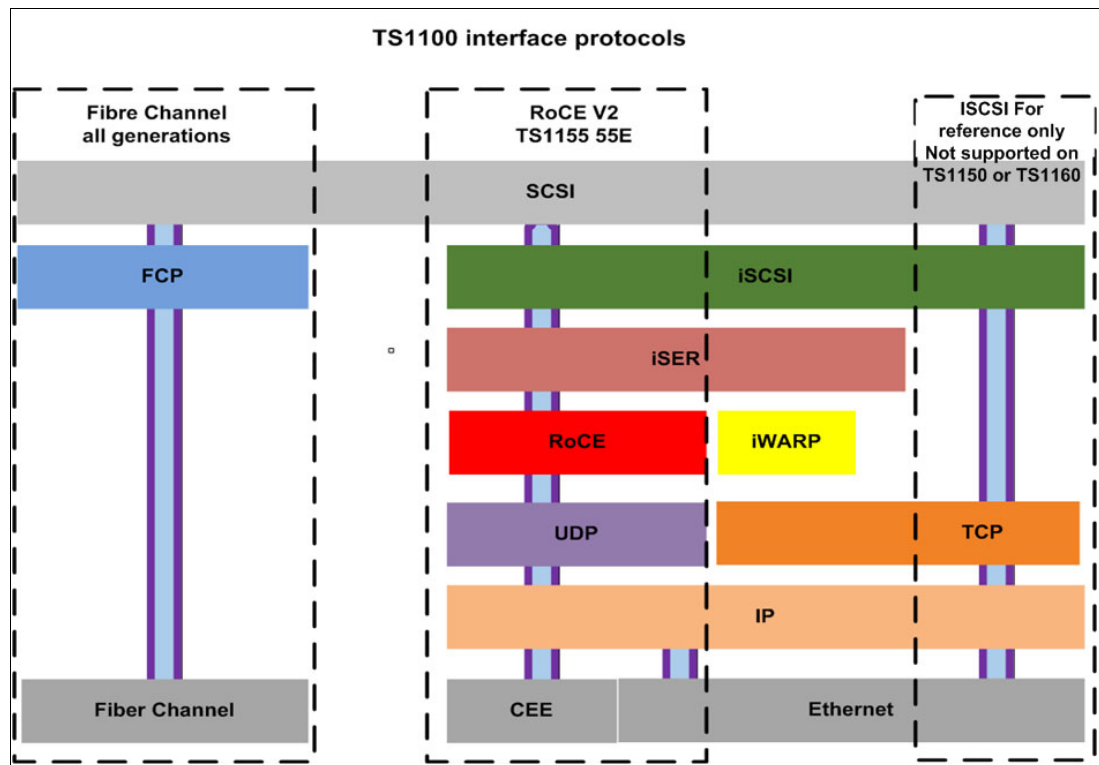 TS1100 interface protocols
Fibre Channel
all generations
RoCE V2
TS1155 55E
ISCSI For
reference only
Not supported on
TS1150 or TS1160
SCSI
FCP
iSCSI
iSER
RoCE
iWARP
UDP
TCP
IP
Fiber Channel
CEE
Ethernet